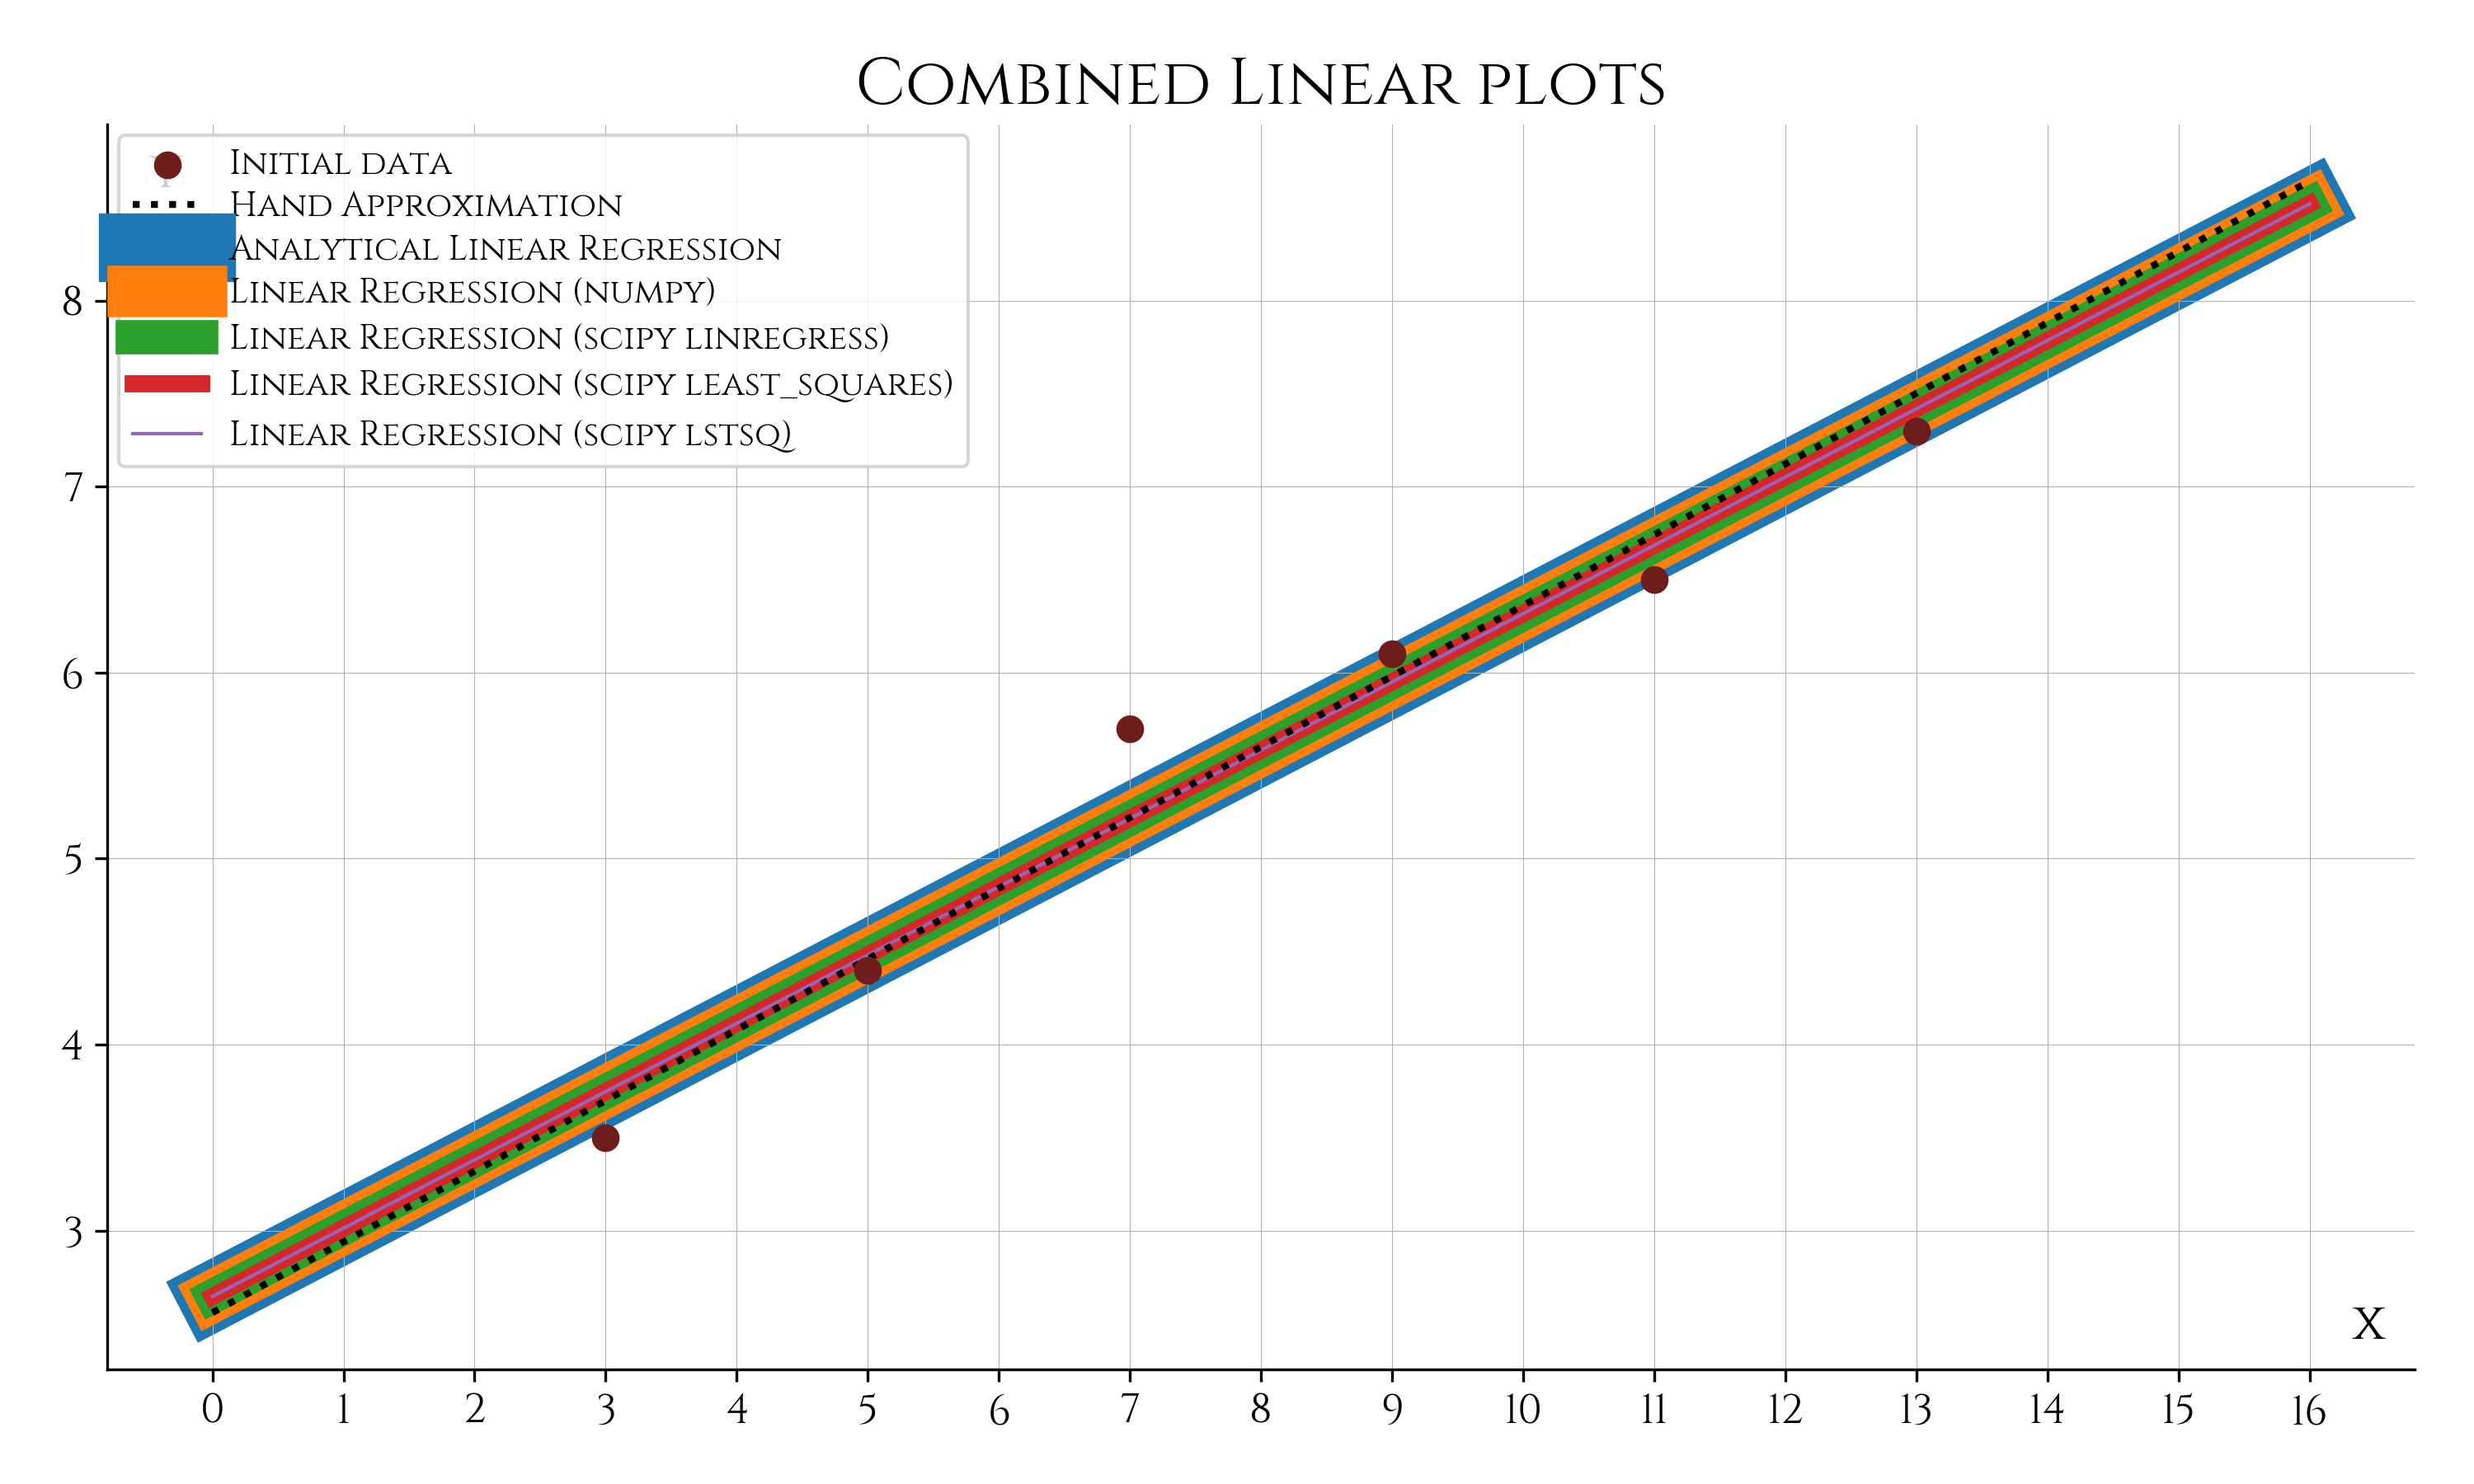 Combined Linear plots
Y
Initial data
Hand Approximation
Analytical Linear Regression
Linear Regression (numpy)
Linear Regression (scipy linregress)
Linear Regression (scipy least_squares)
Linear Regression (scipy lstsq)
8
7
6
5
4
3
X
0 1 2 3 4 5 6 7 8 9 10 11 12 13 14 15 16